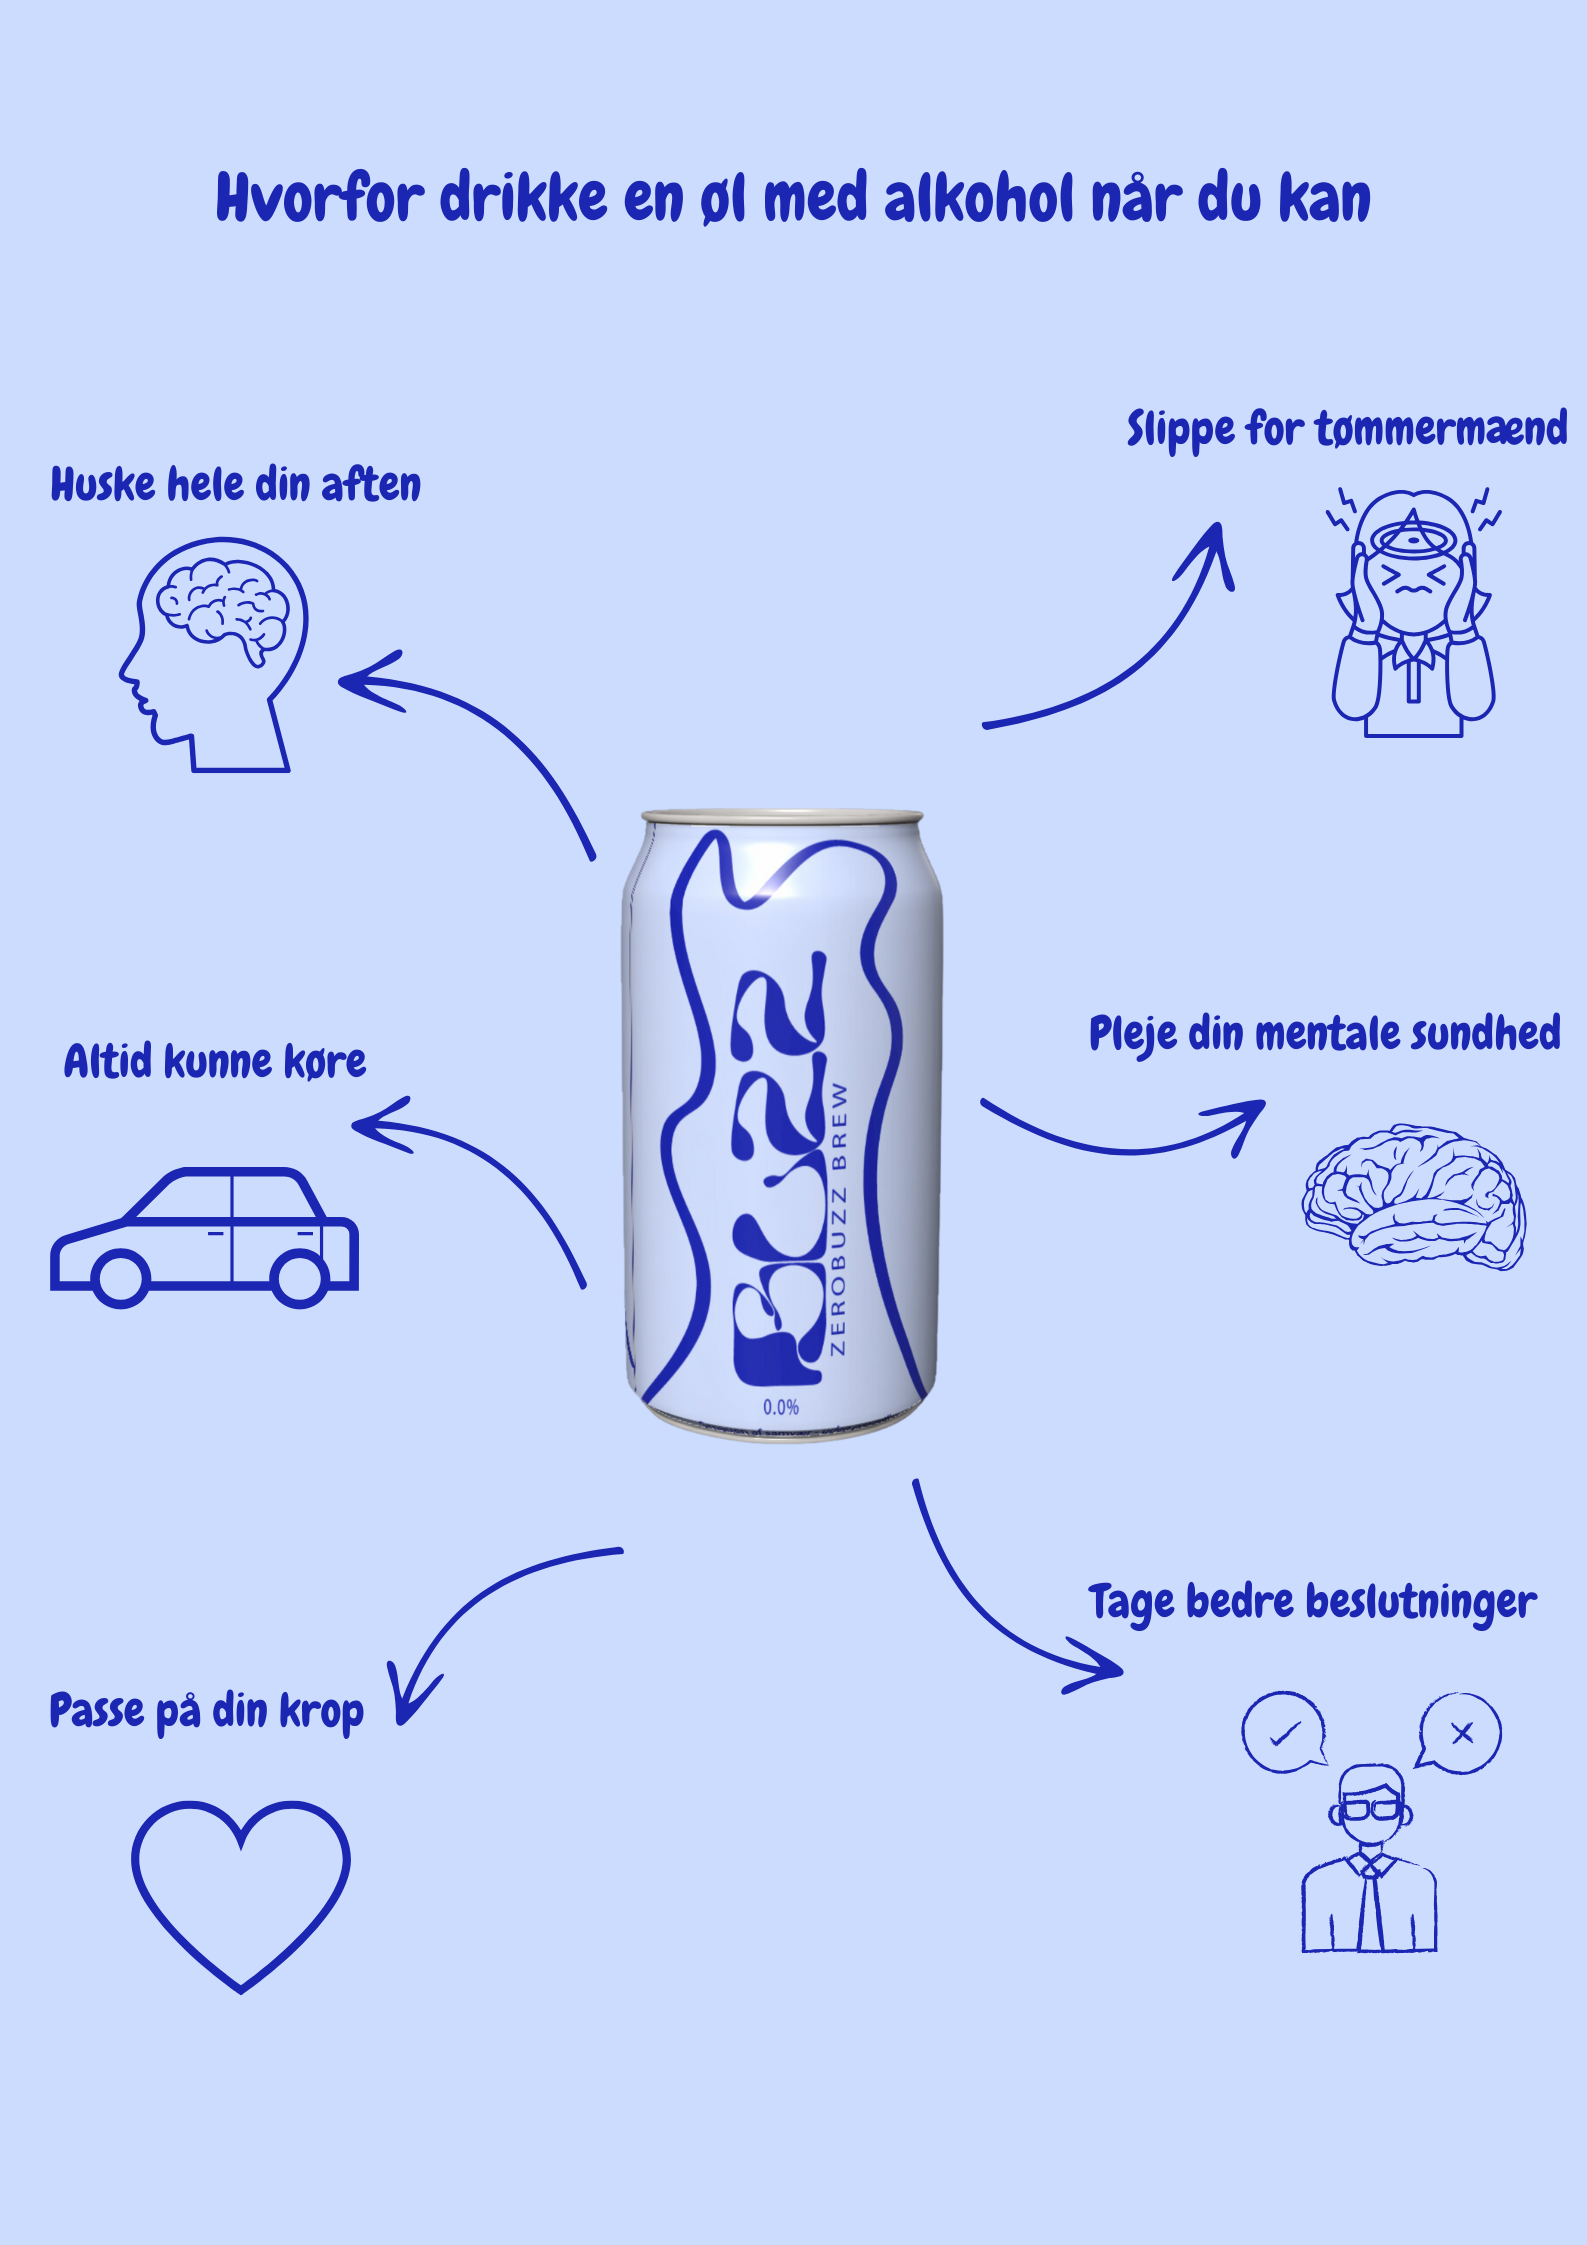 Hvorfor drikke en øl med alkohol når du kan
Slippe for tømmermænd
Huske hele din aften
Pleje din mentale sundhed
Altid kunne køre
BUZZ
ZEROBUZZ BREW
0.0%
Tage bedre beslutninger
Passe på din krop